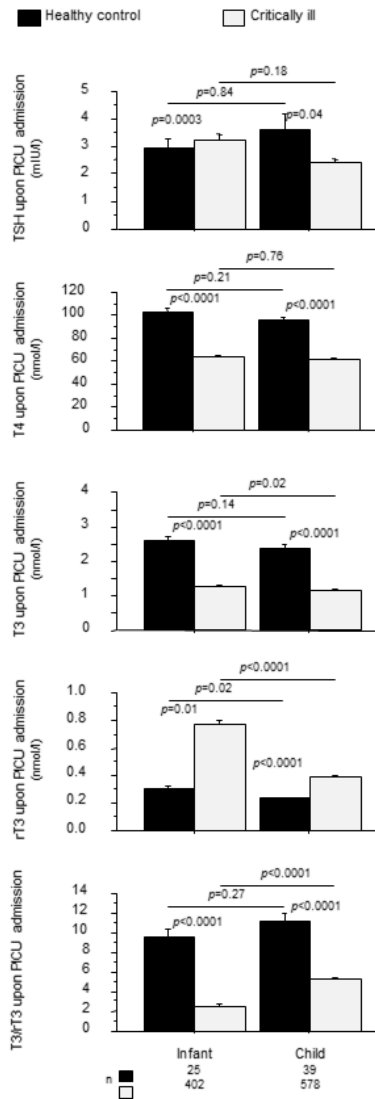 Healthy control Critically ill
TSH upon PICU admission
(mIU/l)
5
4
3
2
1
0
p=0.18
p=0.84
p=0.0003
p=0.04
T4 upon PICU admission
(nmol/l)
120
100
80
60
40
20
0
p=0.76
p=0.21
p<0.0001
p<0.0001
T3 upon PICU admission
(nmol/l)
4
3
2
1
0
p=0.02
p=0.14
p<0.0001
p<0.0001
rT3 upon PICU admission
(nmol/l)
1.0
0.8
0.6
0.4
0.2
0.0
p<0.0001
p=0.02
p=0.01
p<0.0001
T3/rT3 upon PICU admission
14
12
10
8
6
4
2
0
p<0.0001
p=0.27
p<0.0001
p<0.0001
Infant Child
n 25 39
402 578